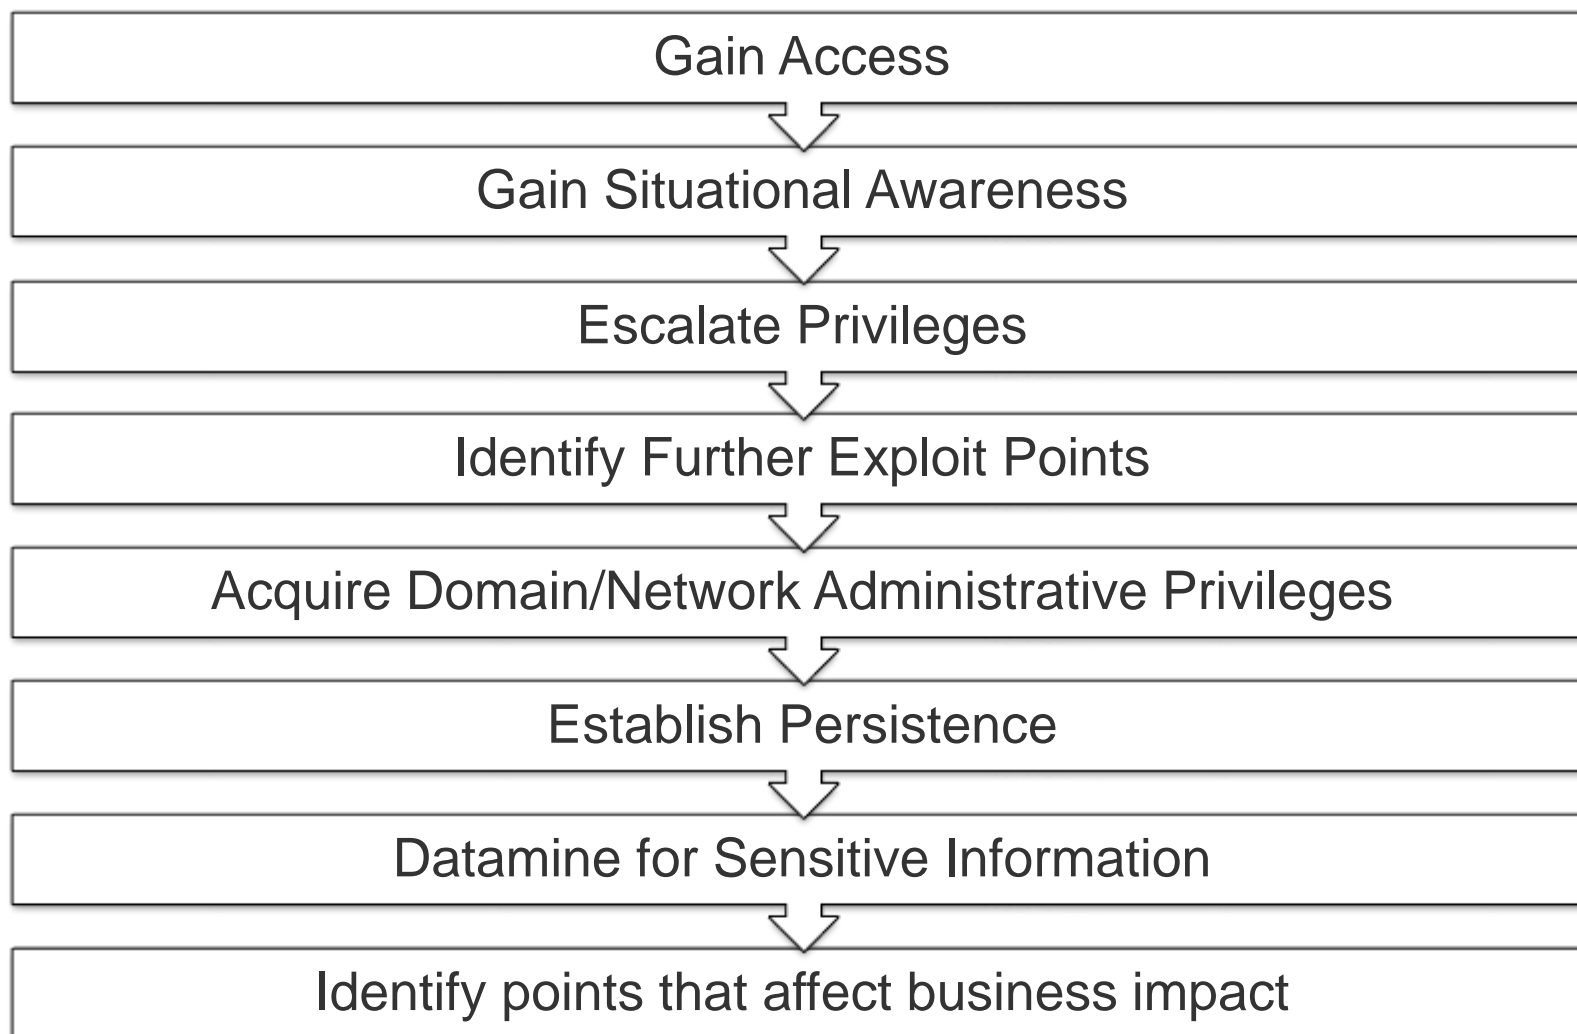 Gain Access
Gain Situational Awareness
Escalate Privileges
Identify Further Exploit Points
Acquire Domain/Network Administrative Privileges
Establish Persistence
Datamine for Sensitive Information
Identify points that affect business impact